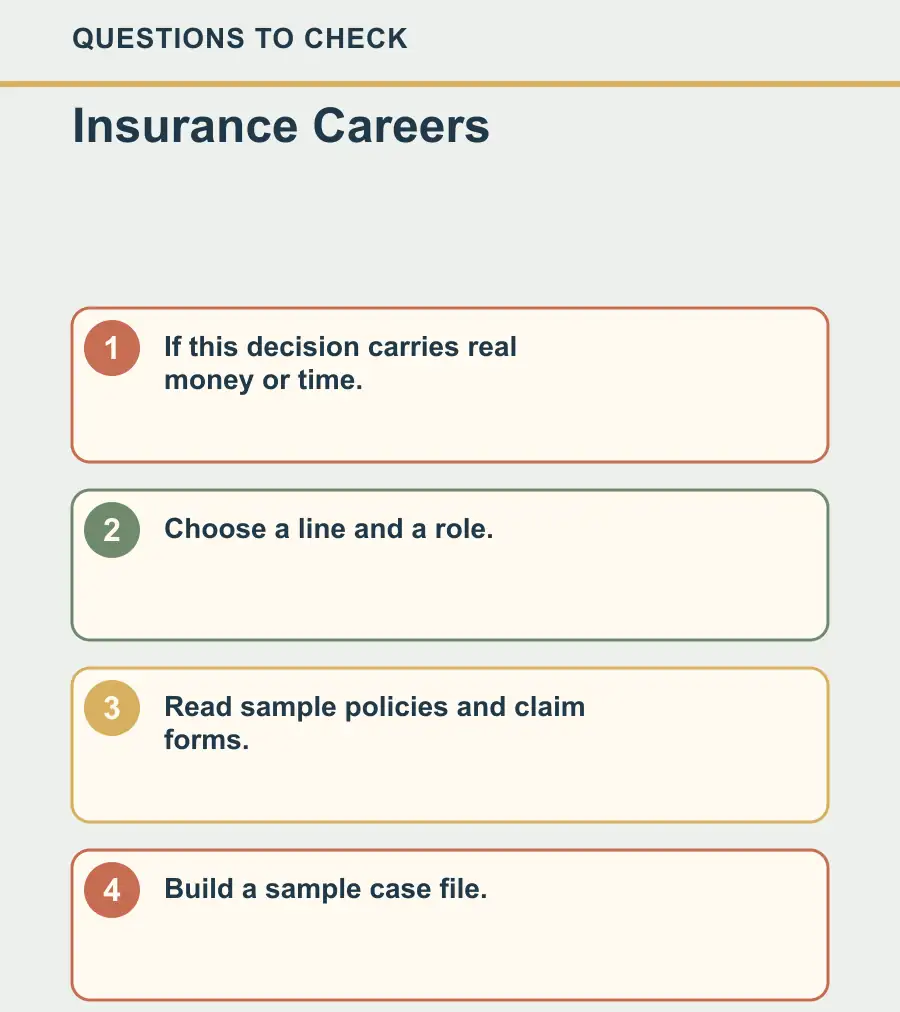 QUESTIONS TO CHECK
Insurance Careers
1
If this decision carries real
money or time.
2
Choose a line and a role.
3
Read sample policies and claim
forms.
4
Build a sample case file.